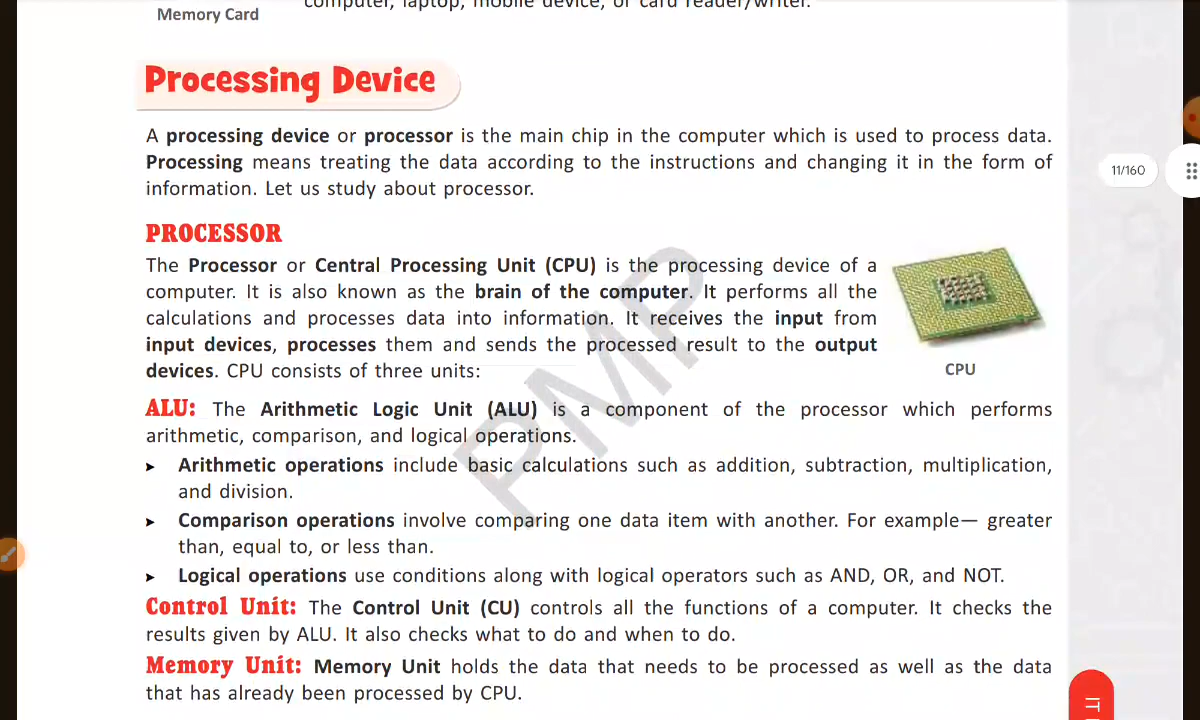 computer, laptop, mobile device, or card reader/writer.
Memory Card
Processing Device
A processing device or processor is the main chip in the computer which is used to process data.
Processing means treating the data according to the instructions and changing it in the form of
information. Let us study about processor.
11/160
PROCESSOR
The Processor or Central Processing Unit (CPU) is the processing device of a
computer. It is also known as the brain of the computer. It performs all the
calculations and processes data into information. It receives the input from
input devices, processes them and sends the processed result to the output
devices. CPU consists of three units:
CPU
ALU: The Arithmetic Logic Unit (ALU) is a component of the processor which performs
arithmetic, comparison, and logical operations.
➤ Arithmetic operations include basic calculations such as addition, subtraction, multiplication,
and division.
➤ Comparison operations involve comparing one data item with another. For example— greater
than, equal to, or less than.
➤ Logical operations use conditions along with logical operators such as AND, OR, and NOT.
Control Unit: The Control Unit (CU) controls all the functions of a computer. It checks the
results given by ALU. It also checks what to do and when to do.
Memory Unit: Memory Unit holds the data that needs to be processed as well as the data
that has already been processed by CPU.
PMP
IT